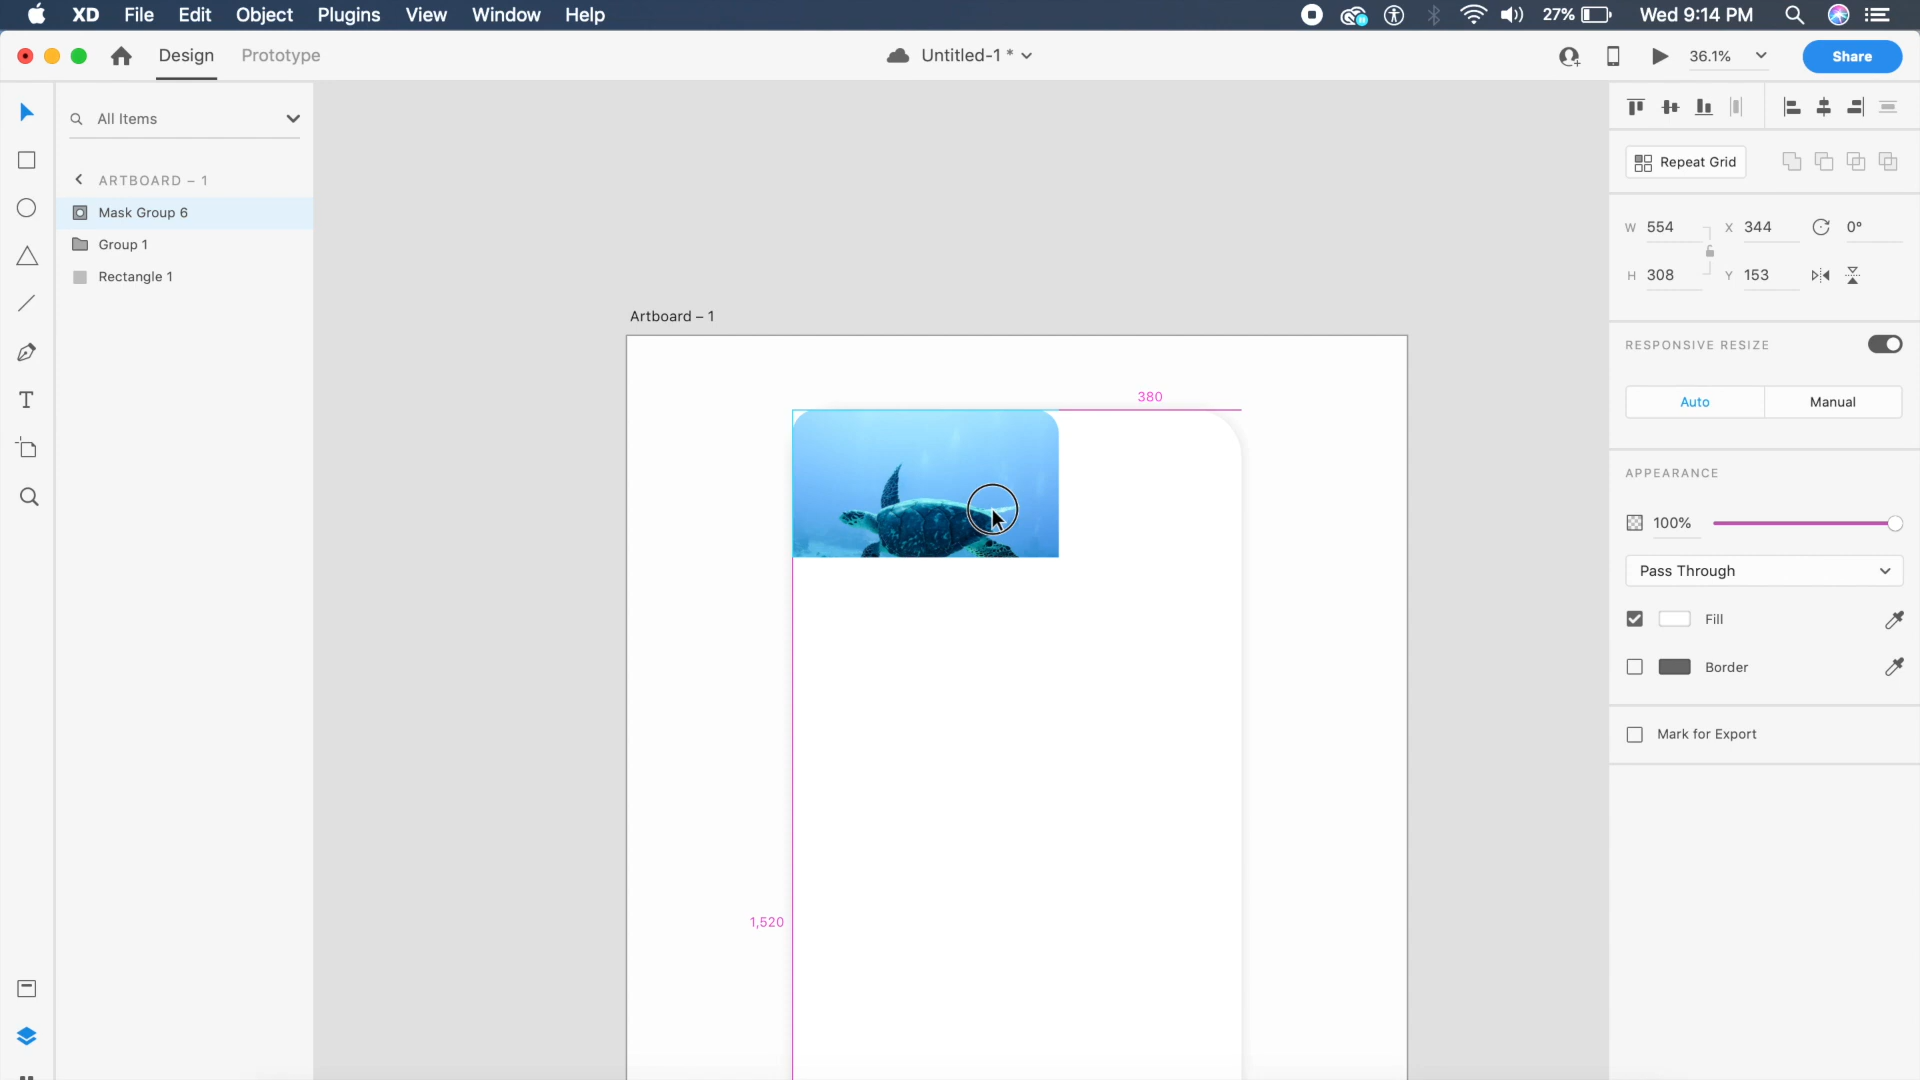 XD File Edit Object Plugins View Window Help 27% Wed 9:14 PM
Design Prototype Untitled-1 * 36.1% Share
All Items
ARTBOARD – 1
Mask Group 6
Group 1
Rectangle 1
Artboard – 1
380
1,520
Repeat Grid
W 554 X 344 0°
H 308 Y 153
RESPONSIVE RESIZE
Auto Manual
APPEARANCE
100%
Pass Through
Fill
Border
Mark for Export